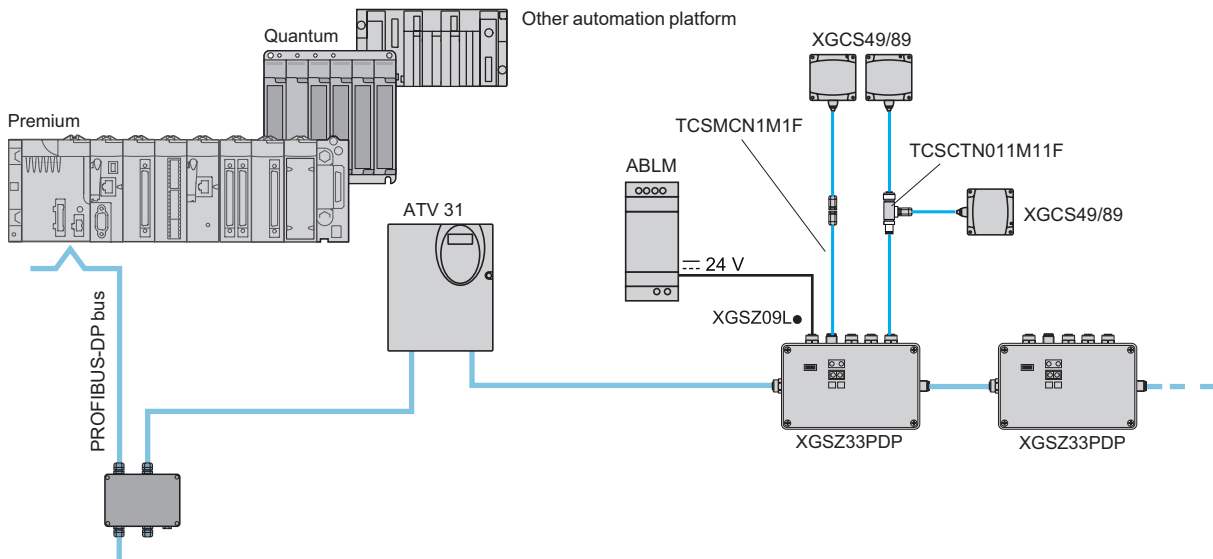 Other automation platform
Quantum
XGCS49/89
Premium
TCSMCN1M1F
TCSCTN011M11F
ABLM
ATV 31
XGCS49/89
24 V
XGSZ09L●
PROFIBUS-DP bus
XGSZ33PDP
XGSZ33PDP